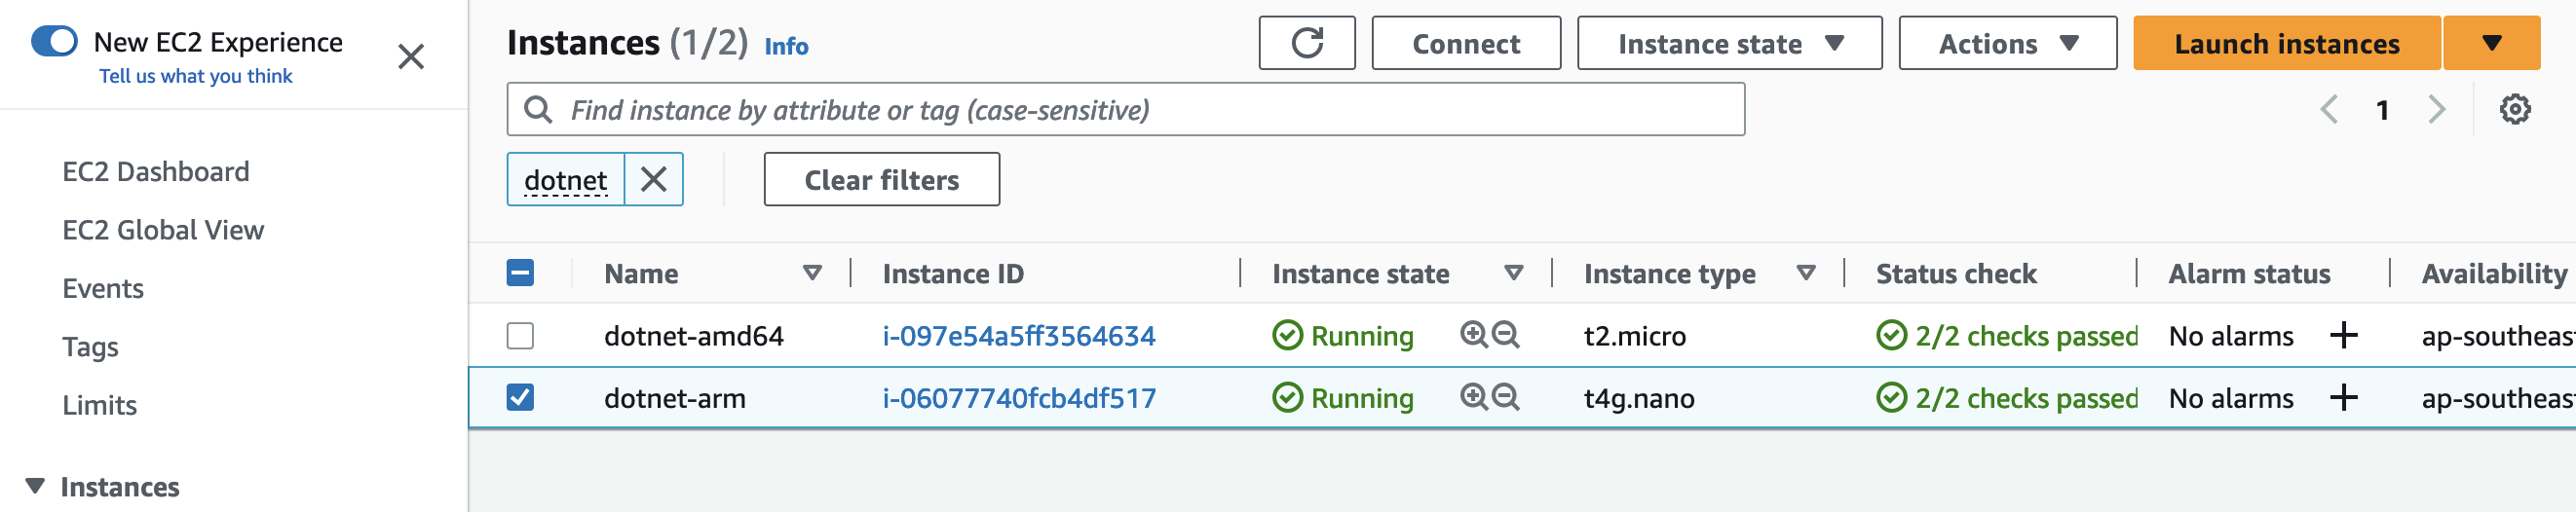 New EC2 Experience
Tell us what you think
EC2 Dashboard
EC2 Global View
Events
Tags
Limits
Instances
Instances (1/2) Info
Connect
Instance state
Actions
Launch instances
Find instance by attribute or tag (case-sensitive)
1
dotnet
Clear filters
Name Instance ID Instance state Instance type Status check Alarm status Availability
dotnet-amd64 i-097e54a5ff3564634 Running t2.micro 2/2 checks passed No alarms ap-southeas
dotnet-arm i-06077740fcb4df517 Running t4g.nano 2/2 checks passed No alarms ap-southeas